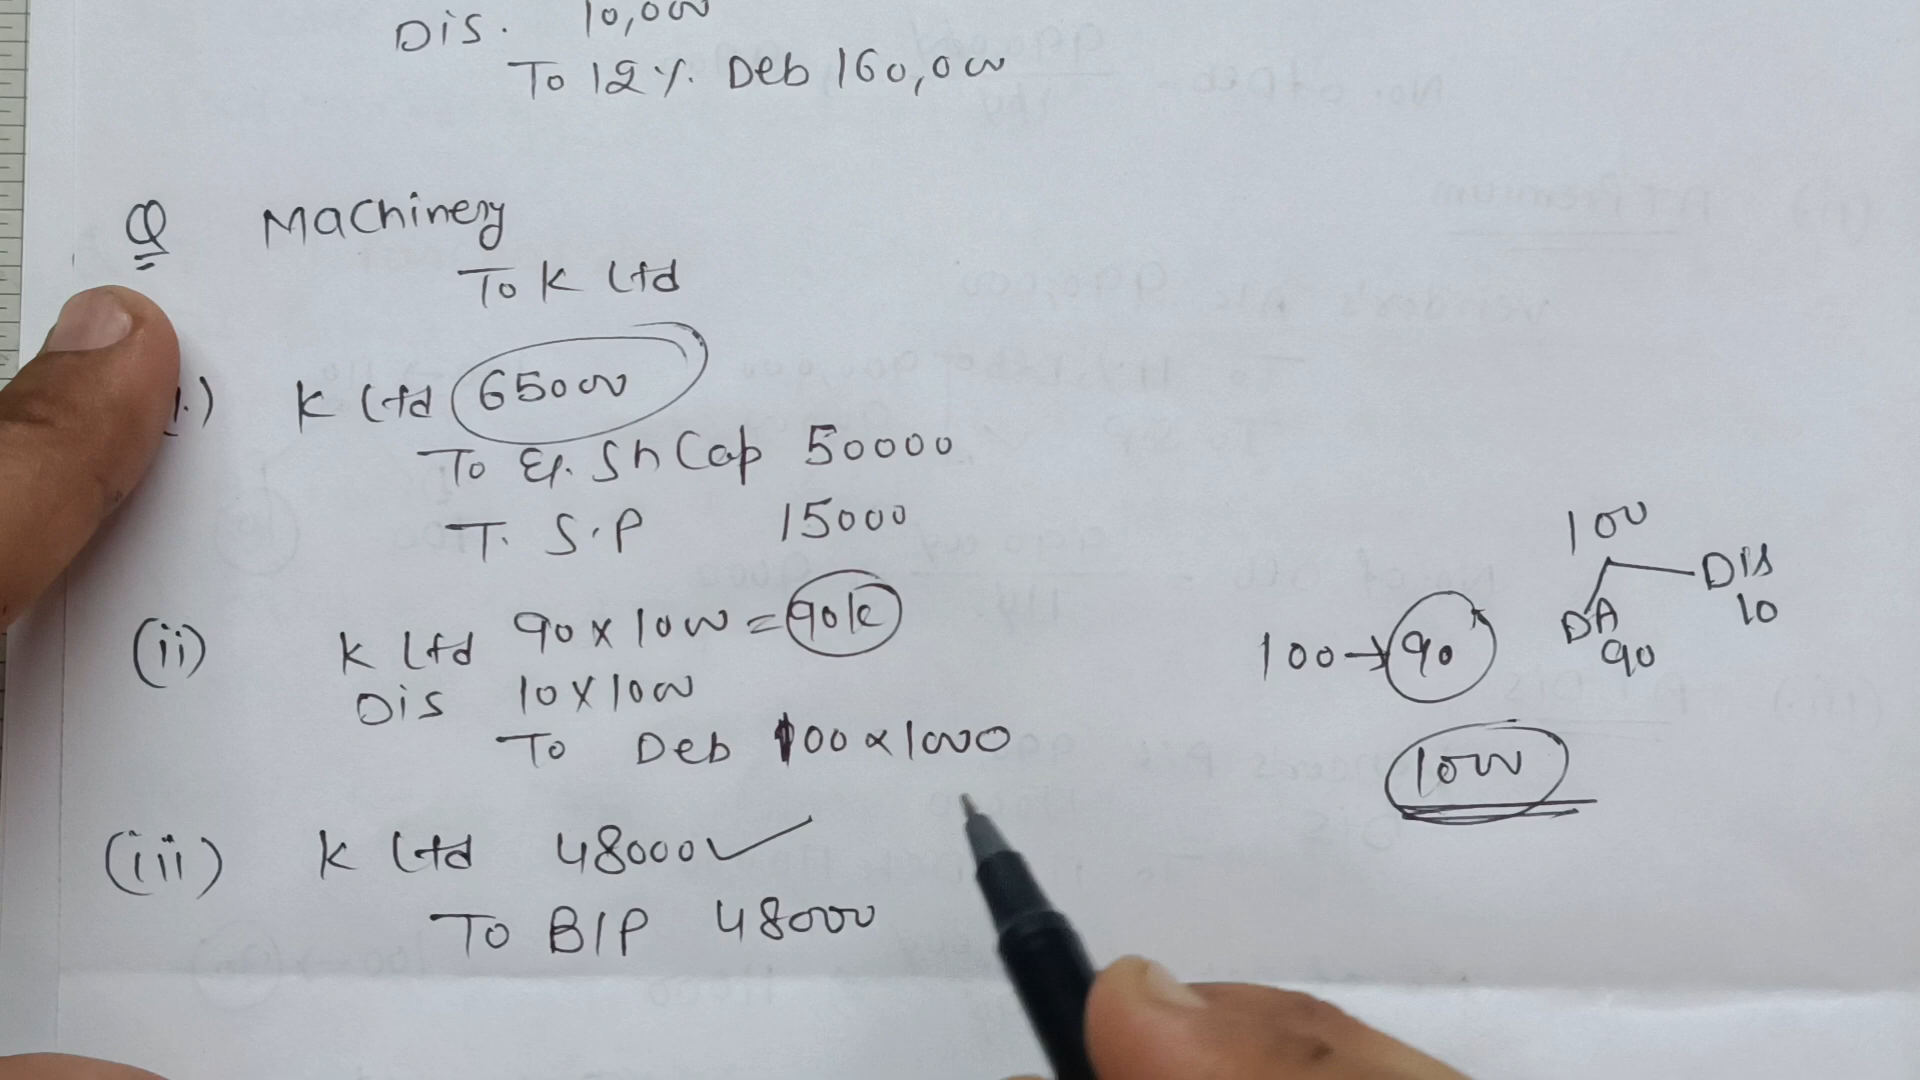 Dis. 10,000
To 12%. Deb 160,000
Q Machinery
To K Ltd
1.) K Ltd 65000
To Eq. Sh Cap 50000
T. S.P 15000
(ii) K Ltd 90 x 1000 = 90k
Dis 10 x 1000
To Deb 100 x 1000
(iii) K Ltd 48000
To B/P 48000
100
Dis
10
DA
90
100 → 90
1000